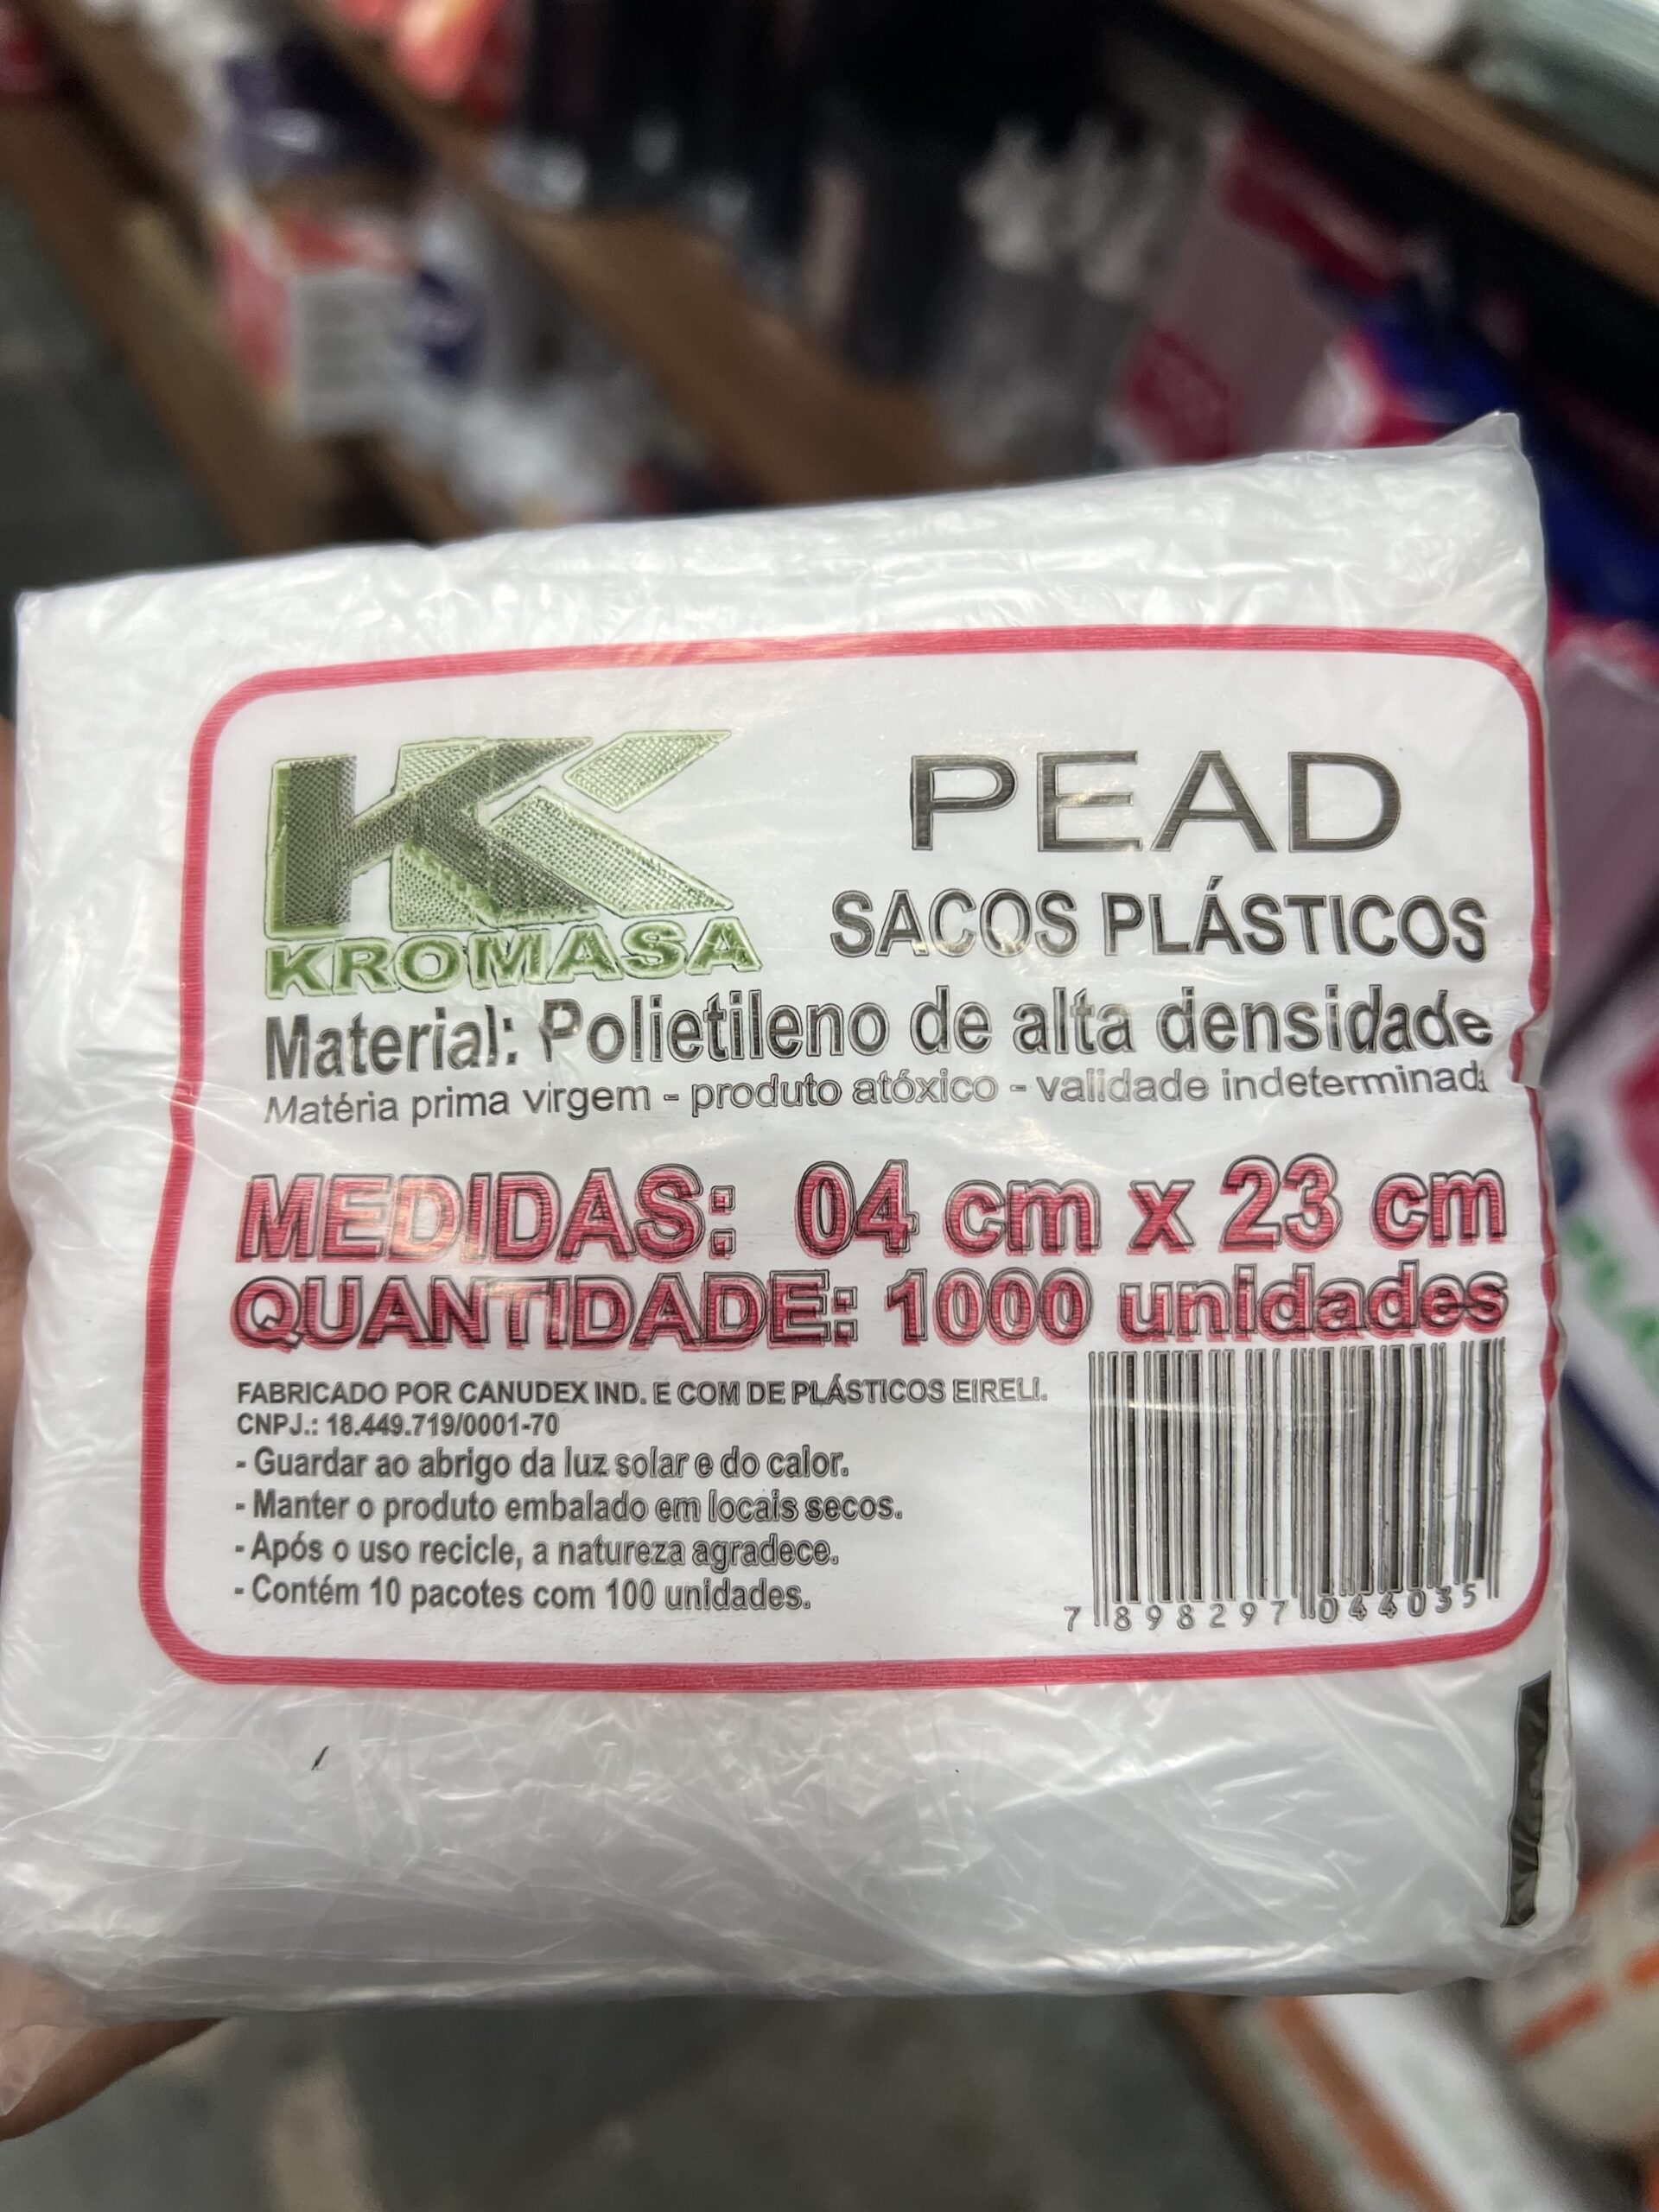 KROMASA
PEAD
SACOS PLÁSTICOS
Material: Polietileno de alta densidade
Matéria prima virgem - produto atóxico - validade indeterminada
MEDIDAS: 04 cm x 23 cm
QUANTIDADE: 1000 unidades
FABRICADO POR CANUDEX IND. E COM DE PLÁSTICOS EIRELI.
CNPJ.: 18.449.719/0001-70
- Guardar ao abrigo da luz solar e do calor.
- Manter o produto embalado em locais secos.
- Após o uso recicle, a natureza agradece.
- Contém 10 pacotes com 100 unidades.
7 898297 044035